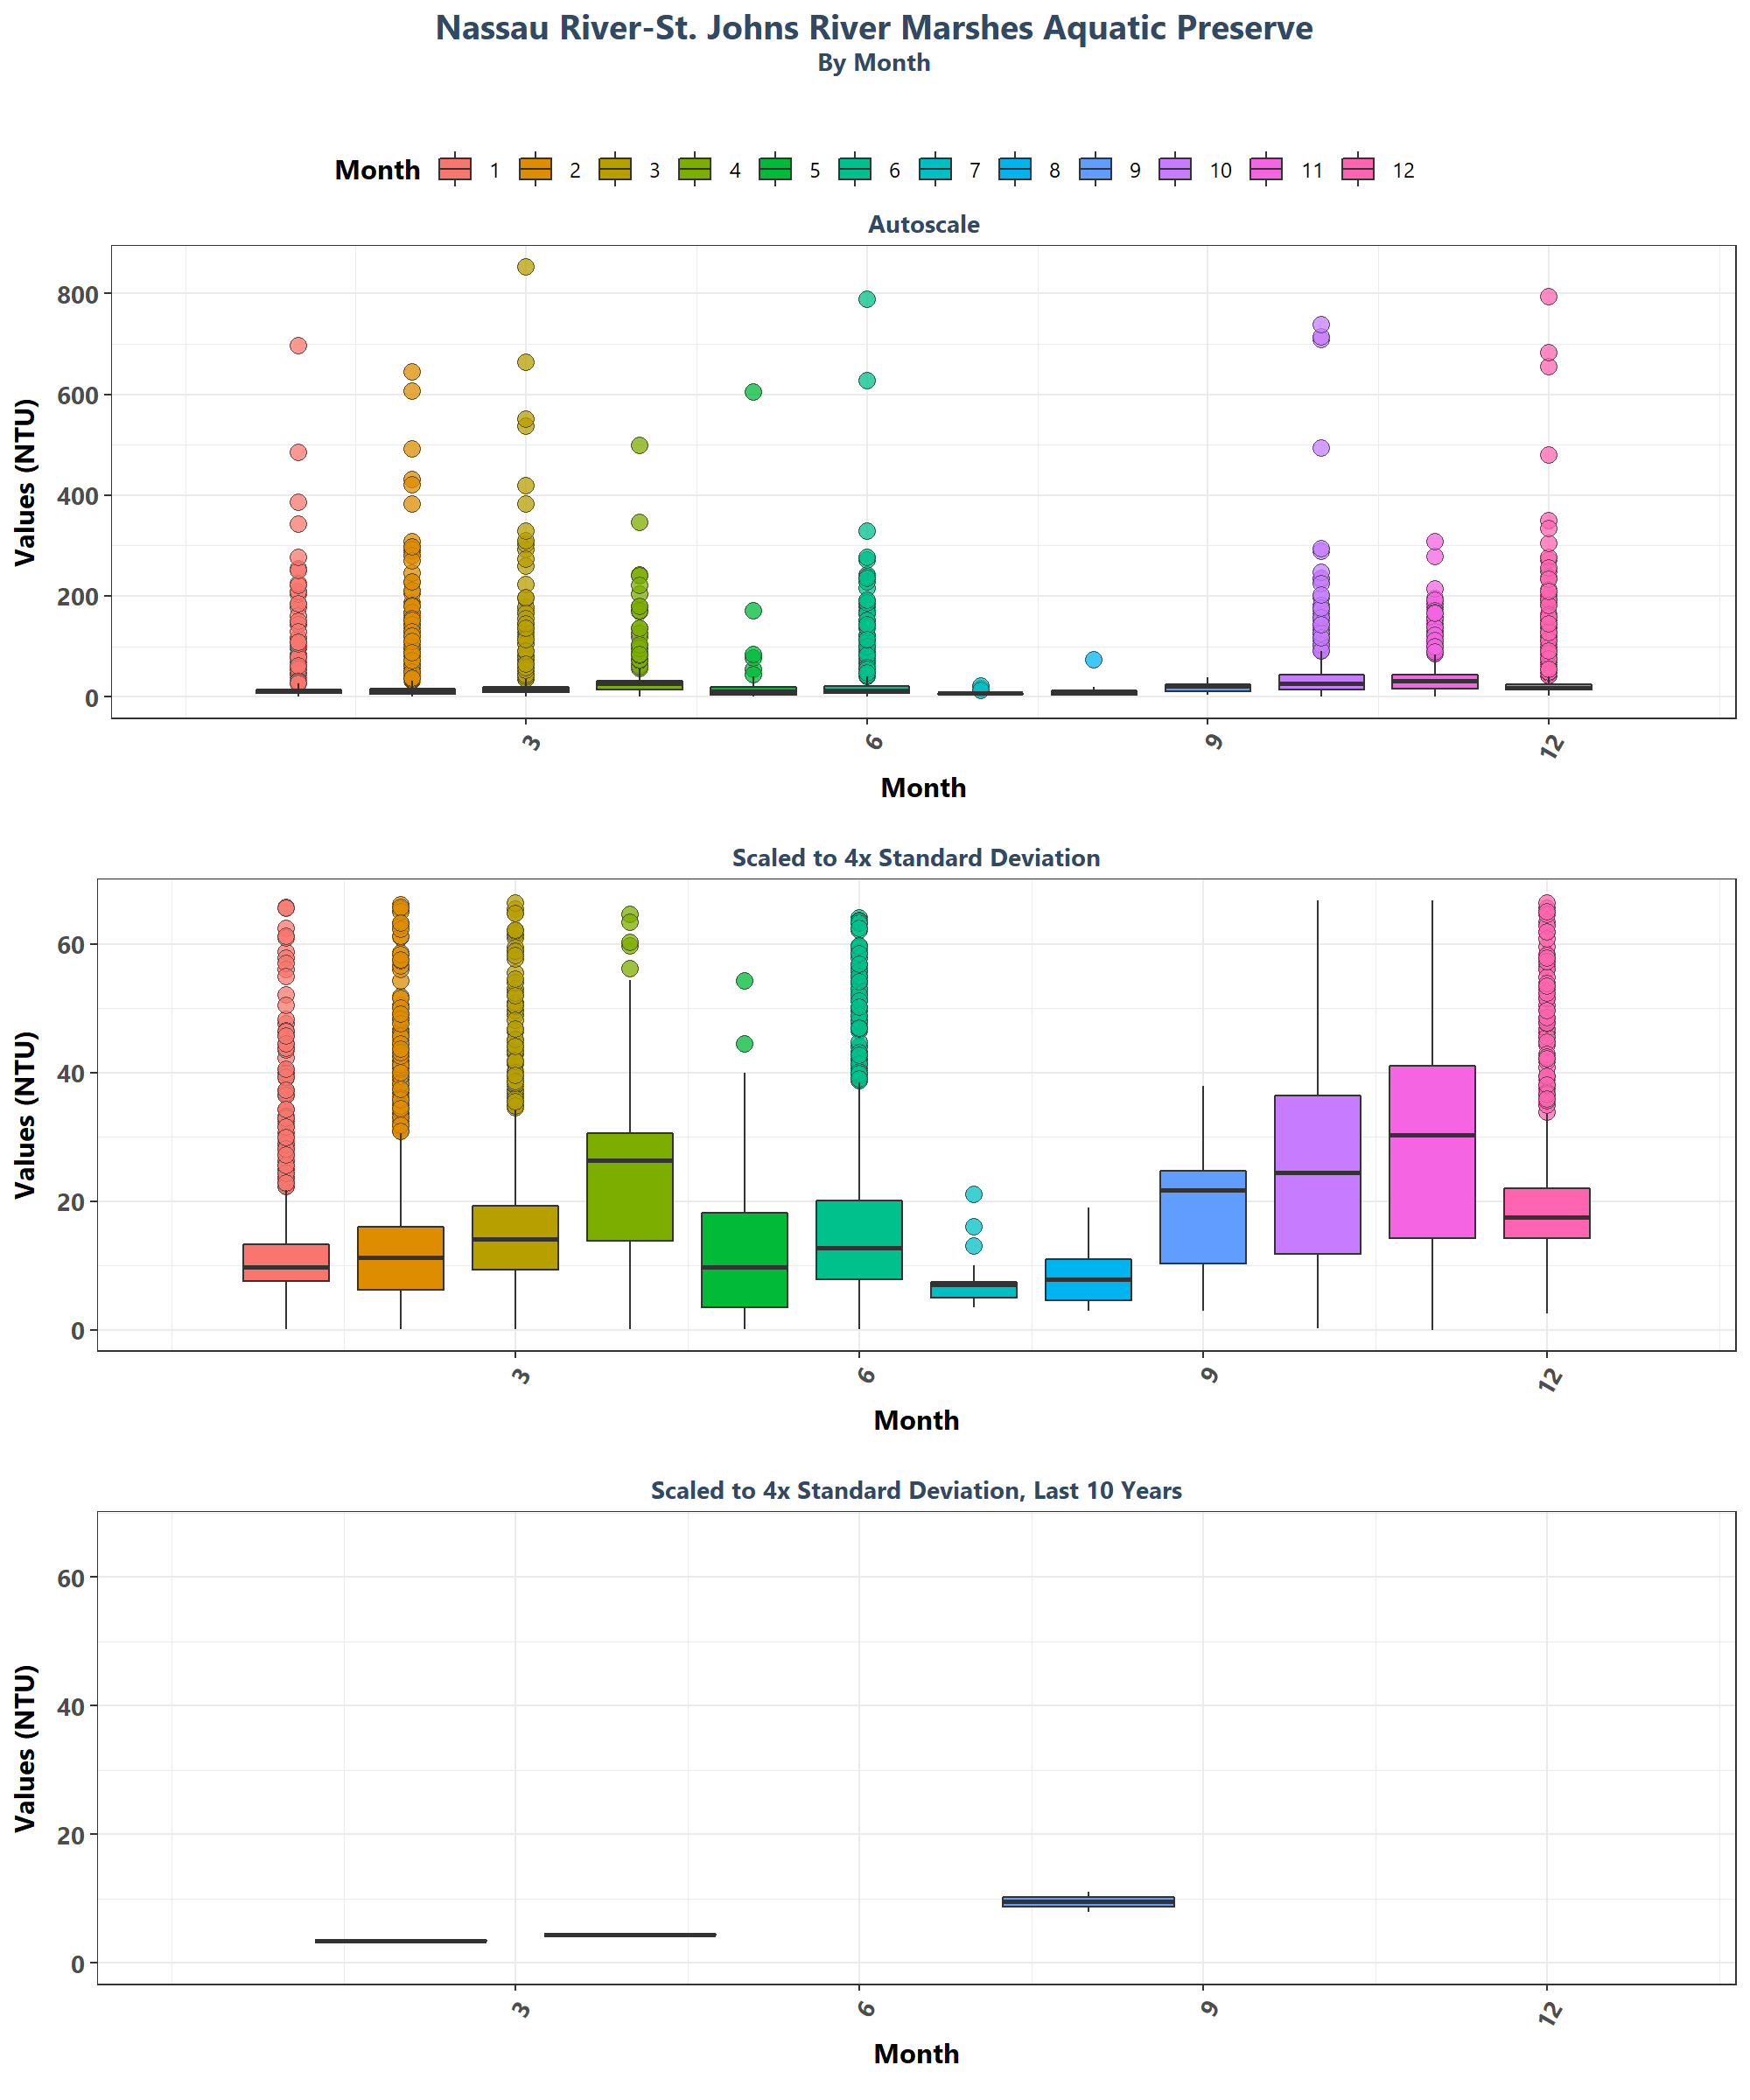 Nassau River-St. Johns River Marshes Aquatic Preserve
By Month
Month 1 2 3 4 5 6 7 8 9 10 11 12
Autoscale
Values (NTU)
800
600
400
200
0
3 6 9 12
Month
Scaled to 4x Standard Deviation
Values (NTU)
60
40
20
0
3 6 9 12
Month
Scaled to 4x Standard Deviation, Last 10 Years
Values (NTU)
60
40
20
0
3 6 9 12
Month